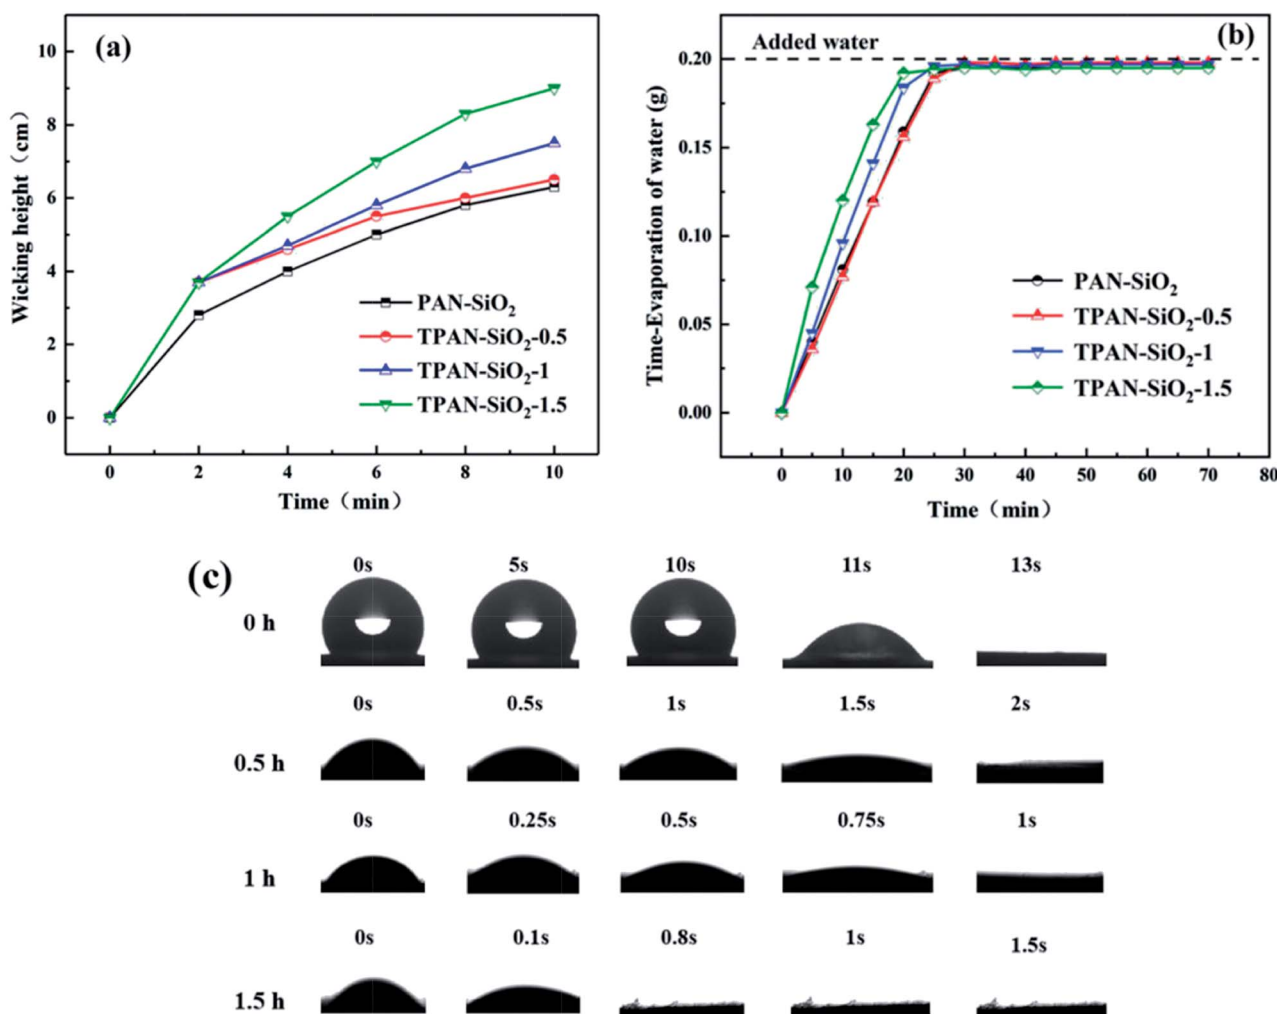 (a)
10
8
6
4
2
0
Wicking height（cm）
PAN-SiO₂
TPAN-SiO₂-0.5
TPAN-SiO₂-1
TPAN-SiO₂-1.5
0 2 4 6 8 10
Time（min）
(b)
Added water
0.20
0.15
0.10
0.05
0.00
Time-Evaporation of water (g)
PAN-SiO₂
TPAN-SiO₂-0.5
TPAN-SiO₂-1
TPAN-SiO₂-1.5
0 10 20 30 40 50 60 70 80
Time（min）
(c)
0s 5s 10s 11s 13s
0 h
0s 0.5s 1s 1.5s 2s
0.5 h
0s 0.25s 0.5s 0.75s 1s
1 h
0s 0.1s 0.8s 1s 1.5s
1.5 h